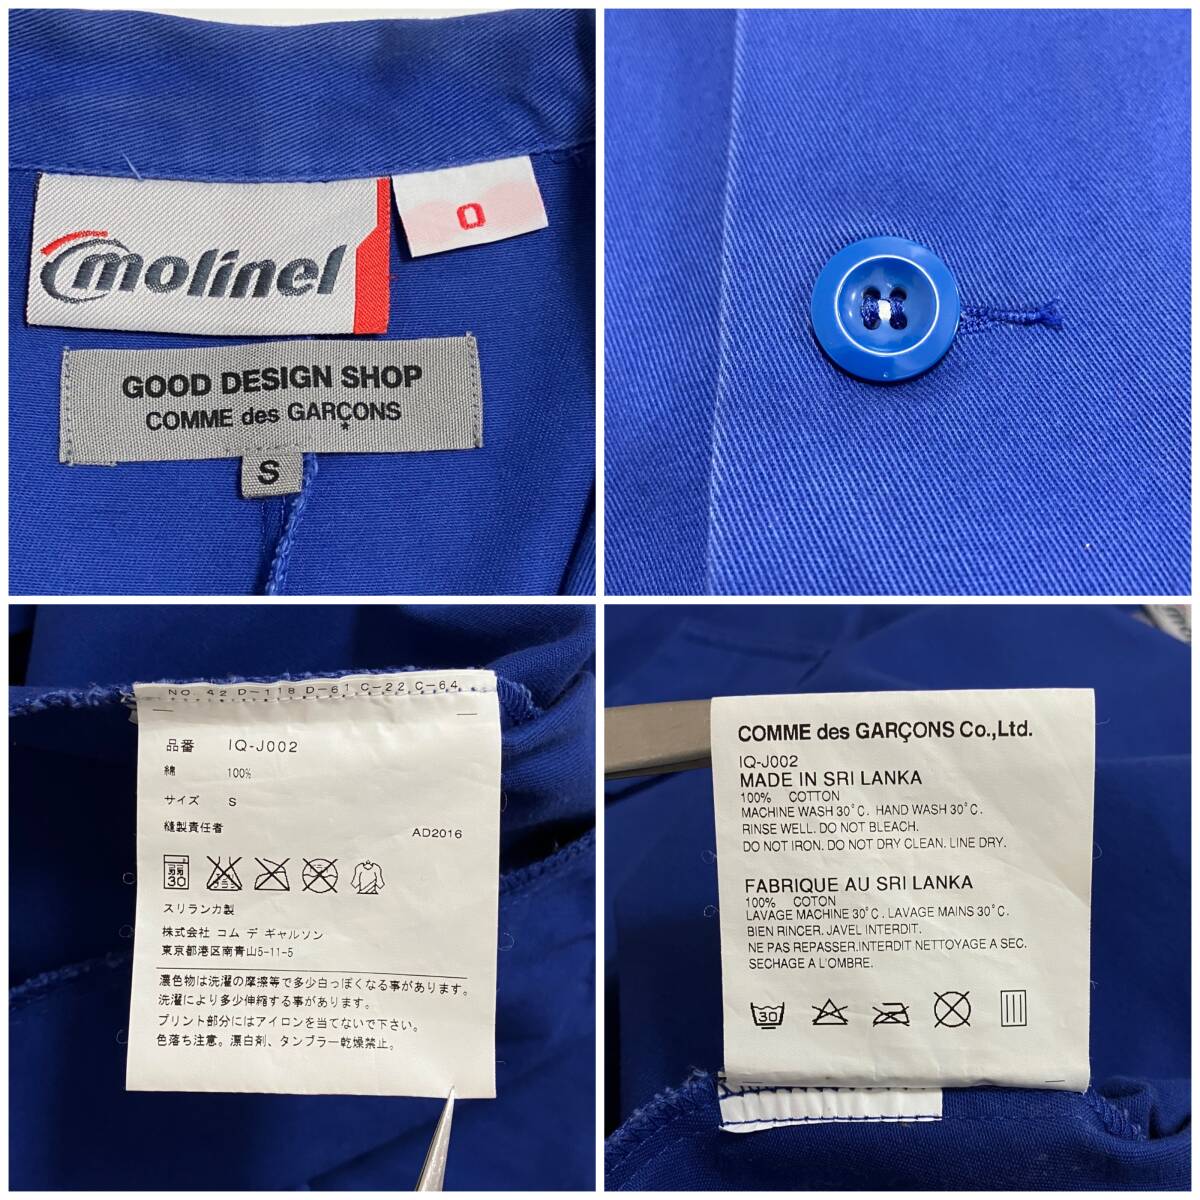 molinel
0
GOOD DESIGN SHOP
COMME des GARÇONS
S
NO. 42 D-118 D-61 C-22 C-64
品番 IQ-J002
綿 100%
サイズ S
縫製責任者 AD2016
30
スリランカ製
株式会社 コム デ ギャルソン
東京都港区南青山5-11-5
濃色物は洗濯の摩擦等で多少白っぽくなる事があります。
洗濯により多少伸縮する事が有ります。
プリント部分にはアイロンを当てないで下さい。
色落ち注意。漂白剤、タンブラー乾燥禁止。
COMME des GARÇONS Co.,Ltd.
IQ-J002
MADE IN SRI LANKA
100% COTTON
MACHINE WASH 30°C. HAND WASH 30°C.
RINSE WELL. DO NOT BLEACH.
DO NOT IRON. DO NOT DRY CLEAN. LINE DRY.
FABRIQUE AU SRI LANKA
100% COTON
LAVAGE MACHINE 30°C. LAVAGE MAINS 30°C.
BIEN RINCER. JAVEL INTERDIT.
NE PAS REPASSER.INTERDIT NETTOYAGE A SEC.
SECHAGE A L'OMBRE.
30